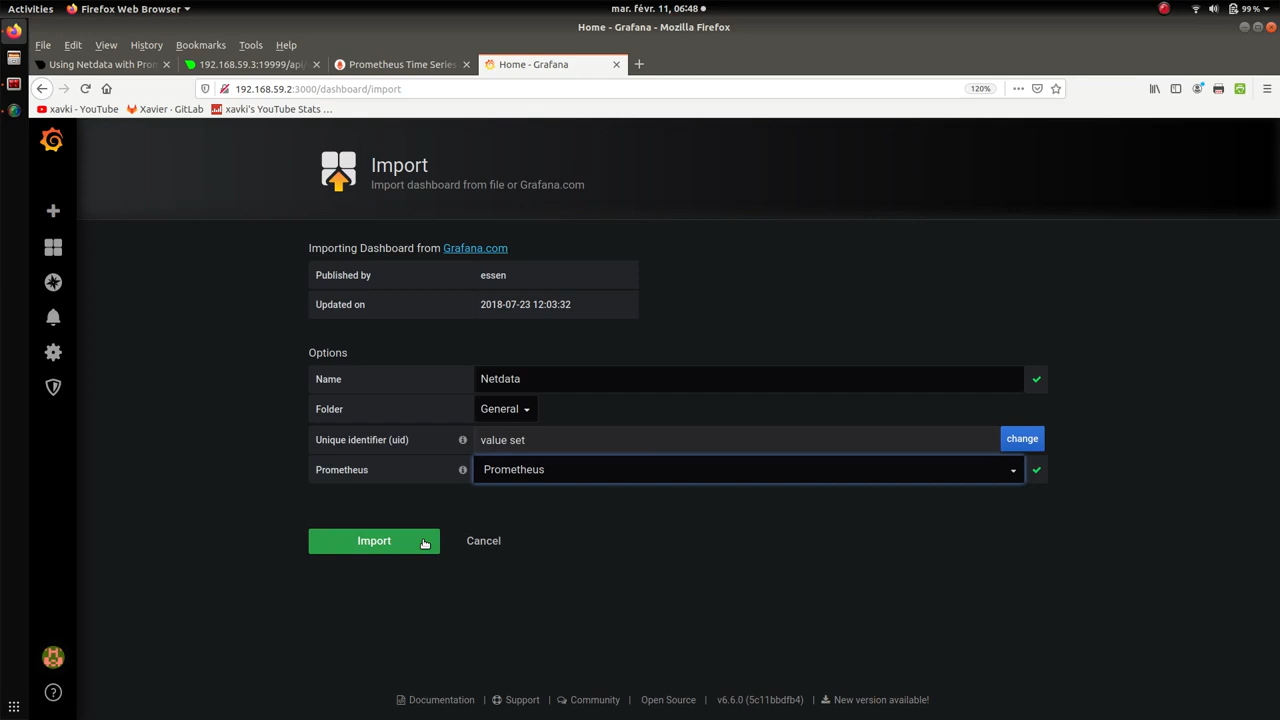 Activities
Firefox Web Browser
mar. févr. 11, 06:48
99 %
Home - Grafana - Mozilla Firefox
File Edit View History Bookmarks Tools Help
Using Netdata with Prom
192.168.59.3:19999/api/
Prometheus Time Series
Home - Grafana
192.168.59.2:3000/dashboard/import
120%
xavki - YouTube
Xavier · GitLab
xavki's YouTube Stats ...
Import
Import dashboard from file or Grafana.com
Importing Dashboard from Grafana.com
Published by essen
Updated on 2018-07-23 12:03:32
Options
Name Netdata
Folder General
Unique identifier (uid) value set change
Prometheus Prometheus
Import Cancel
Documentation | Support | Community | Open Source | v6.6.0 (5c11bbdfb4) | New version available!